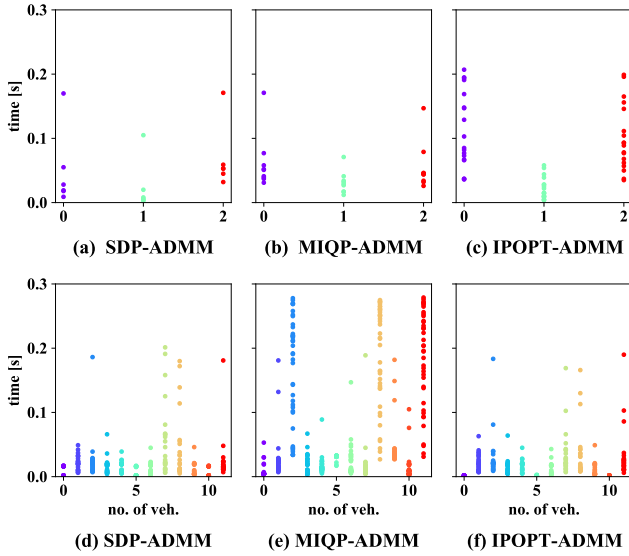 0.3
0.2
0.1
0.0
time [s]
0 1 2
0 1 2
0 1 2
(a) SDP-ADMM
(b) MIQP-ADMM
(c) IPOPT-ADMM
0.3
0.2
0.1
0.0
time [s]
0 5 10
0 5 10
0 5 10
no. of veh.
no. of veh.
no. of veh.
(d) SDP-ADMM
(e) MIQP-ADMM
(f) IPOPT-ADMM